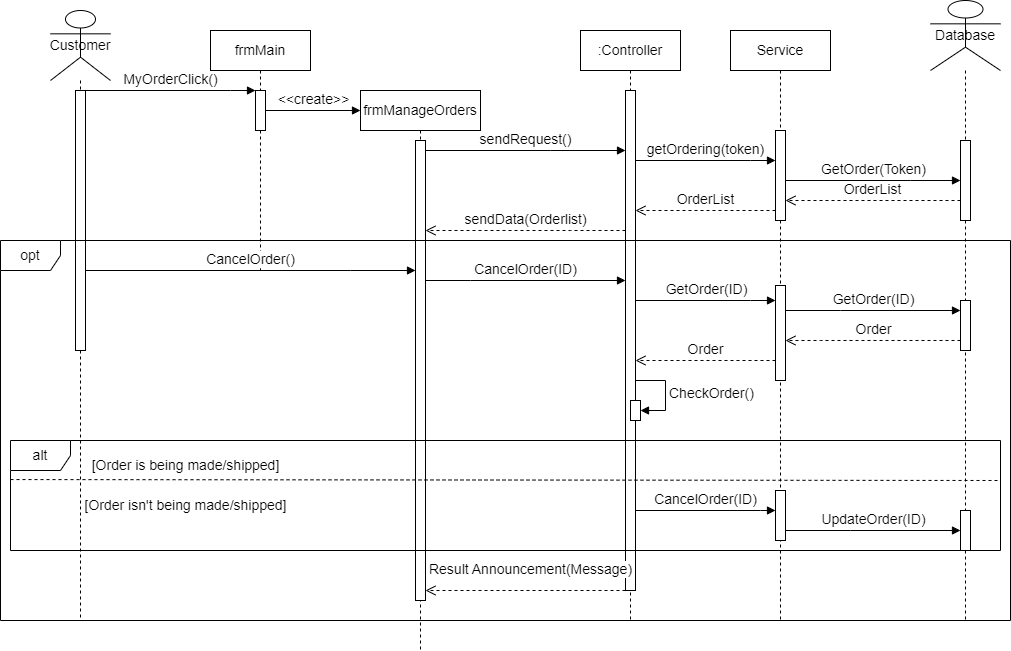 Customer
frmMain
:Controller
Service
Database
MyOrderClick()
<<create>>
frmManageOrders
sendRequest()
getOrdering(token)
GetOrder(Token)
OrderList
OrderList
sendData(Orderlist)
opt
CancelOrder()
CancelOrder(ID)
GetOrder(ID)
GetOrder(ID)
Order
Order
CheckOrder()
alt
[Order is being made/shipped]
[Order isn't being made/shipped]
CancelOrder(ID)
UpdateOrder(ID)
Result Announcement(Message)